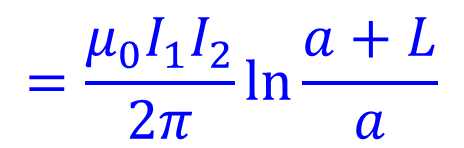 = μ₀I₁I₂ / 2π ln (a + L) / a